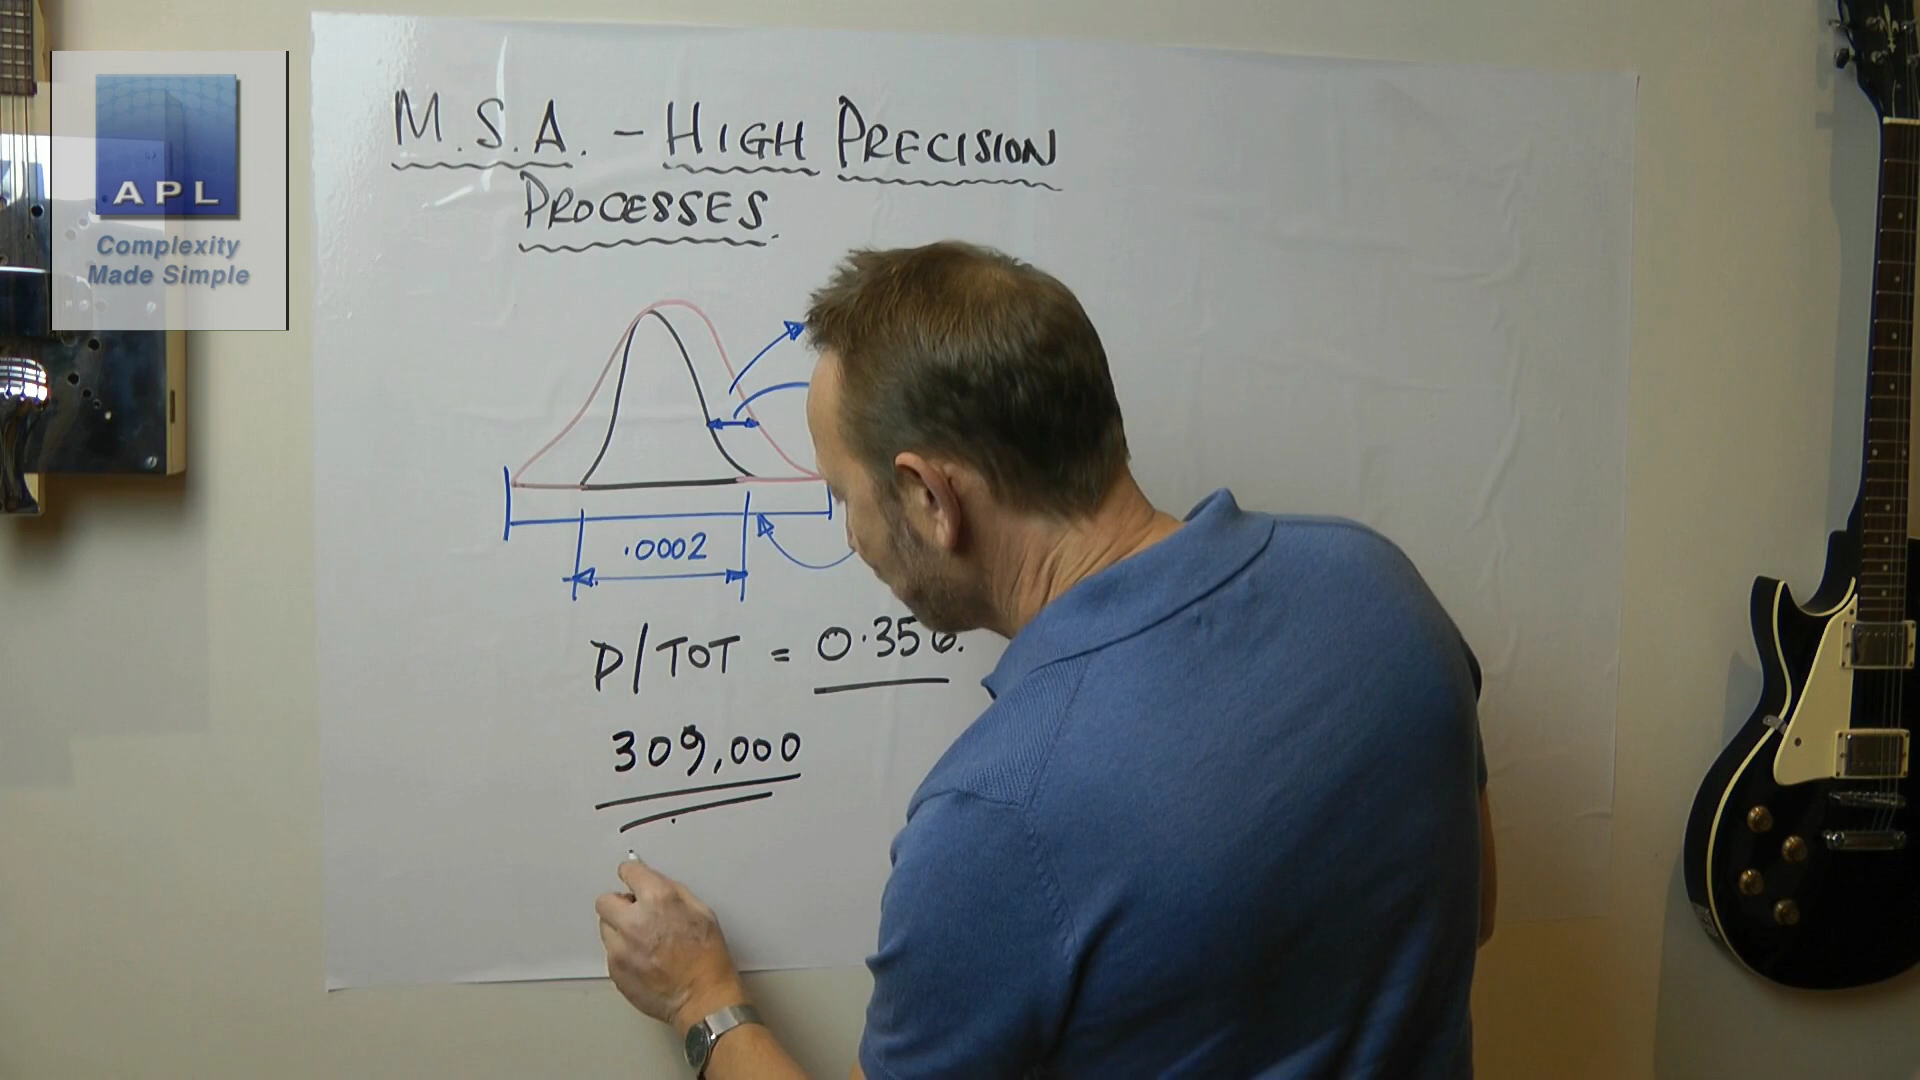 APL
Complexity
Made Simple
M.S.A. - HIGH PRECISION
PROCESSES.
.0002
P/TOT = 0.356.
309,000